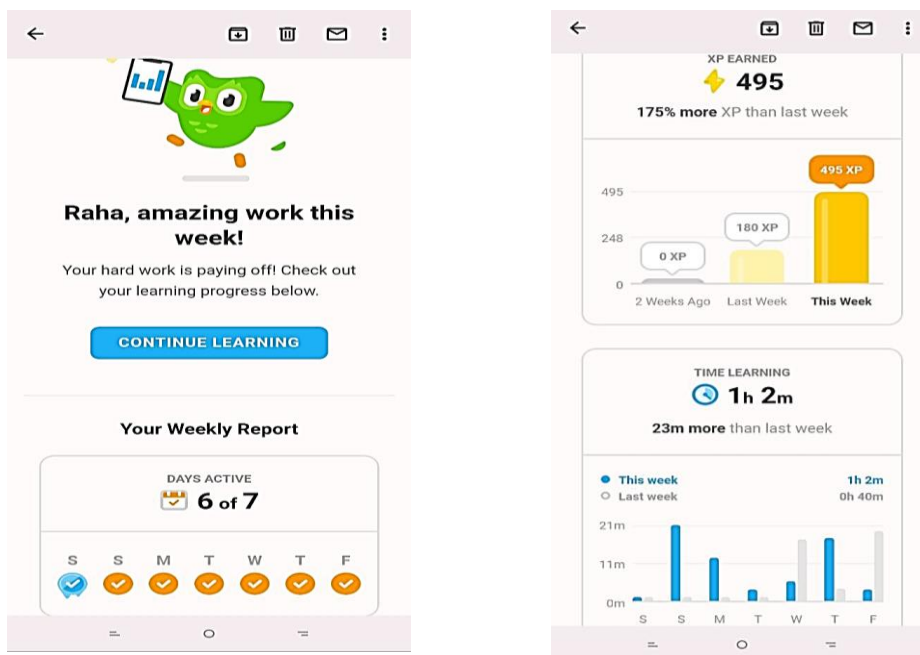 Raha, amazing work this
week!
Your hard work is paying off! Check out
your learning progress below.
CONTINUE LEARNING
Your Weekly Report
DAYS ACTIVE
6 of 7
S S M T W T F
XP EARNED
495
175% more XP than last week
495 XP
495
180 XP
248
0 XP
0
2 Weeks Ago Last Week This Week
TIME LEARNING
1h 2m
23m more than last week
This week 1h 2m
Last week 0h 40m
21m
11m
0m
S S M T W T F